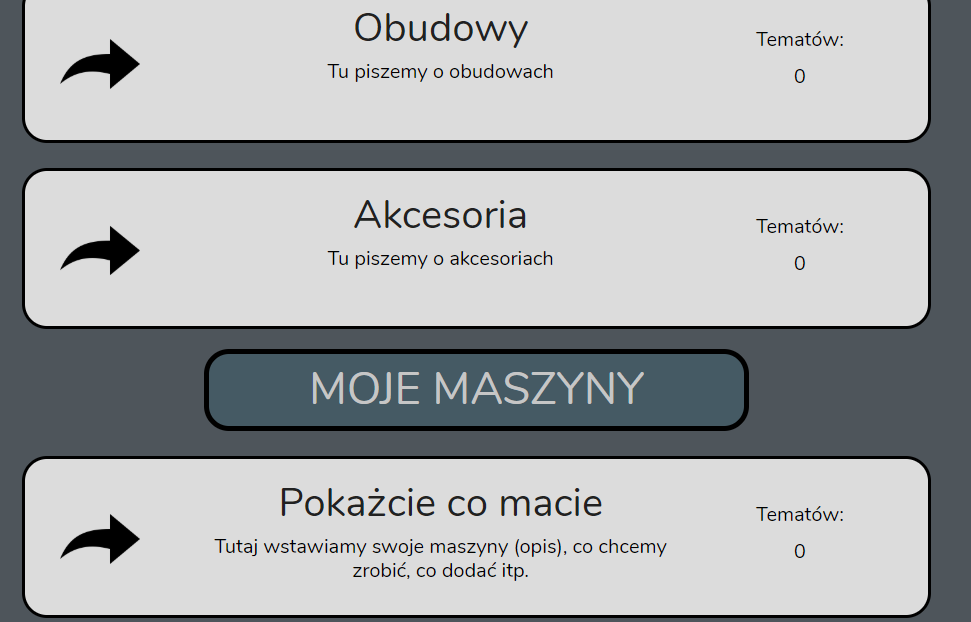 Obudowy
Tu piszemy o obudowach
Tematów:
0
Akcesoria
Tu piszemy o akcesoriach
Tematów:
0
MOJE MASZYNY
Pokażcie co macie
Tutaj wstawiamy swoje maszyny (opis), co chcemy
zrobić, co dodać itp.
Tematów:
0